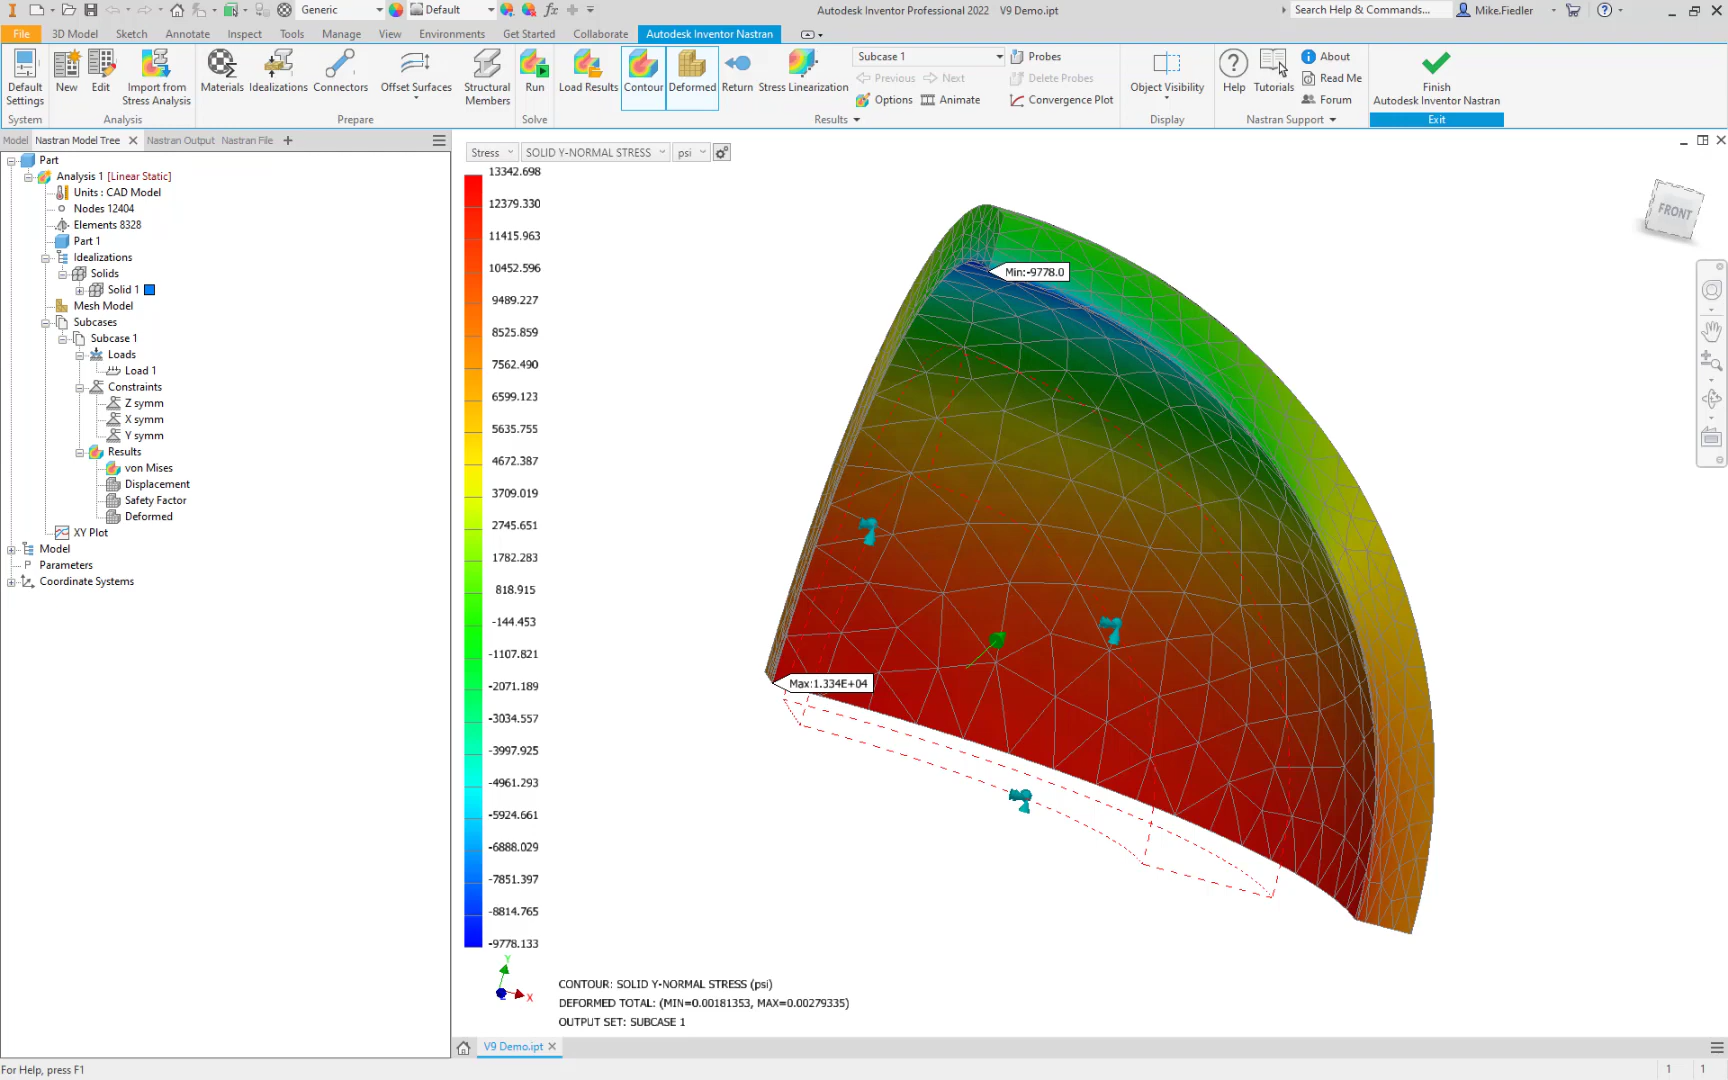 Generic
Default
fx
Autodesk Inventor Professional 2022 V9 Demo.ipt
Search Help & Commands...
Mike.Fiedler
File 3D Model Sketch Annotate Inspect Tools Manage View Environments Get Started Collaborate Autodesk Inventor Nastran
Default Settings
New
Edit
Import from Stress Analysis
Materials
Idealizations
Connectors
Offset Surfaces
Structural Members
Run
Load Results
Contour
Deformed
Return
Stress Linearization
Subcase 1
Previous Next
Options Animate
Probes
Delete Probes
Convergence Plot
Object Visibility
Help
Tutorials
About
Read Me
Forum
Finish
Autodesk Inventor Nastran
System Analysis Prepare Solve Results Display Nastran Support Exit
Model Nastran Model Tree Nastran Output Nastran File
Part
Analysis 1 [Linear Static]
Units : CAD Model
Nodes 12404
Elements 8328
Part 1
Idealizations
Solids
Solid 1
Mesh Model
Subcases
Subcase 1
Loads
Load 1
Constraints
Z symm
X symm
Y symm
Results
von Mises
Displacement
Safety Factor
Deformed
XY Plot
Model
P Parameters
Coordinate Systems
Stress SOLID Y-NORMAL STRESS psi
13342.698
12379.330
11415.963
10452.596
9489.227
8525.859
7562.490
6599.123
5635.755
4672.387
3709.019
2745.651
1782.283
818.915
-144.453
-1107.821
-2071.189
-3034.557
-3997.925
-4961.293
-5924.661
-6888.029
-7851.397
-8814.765
-9778.133
FRONT
Min:-9778.0
Max:1.334E+04
Y
X
CONTOUR: SOLID Y-NORMAL STRESS (psi)
DEFORMED TOTAL: (MIN=0.00181353, MAX=0.00279335)
OUTPUT SET: SUBCASE 1
V9 Demo.ipt
For Help, press F1
1 1